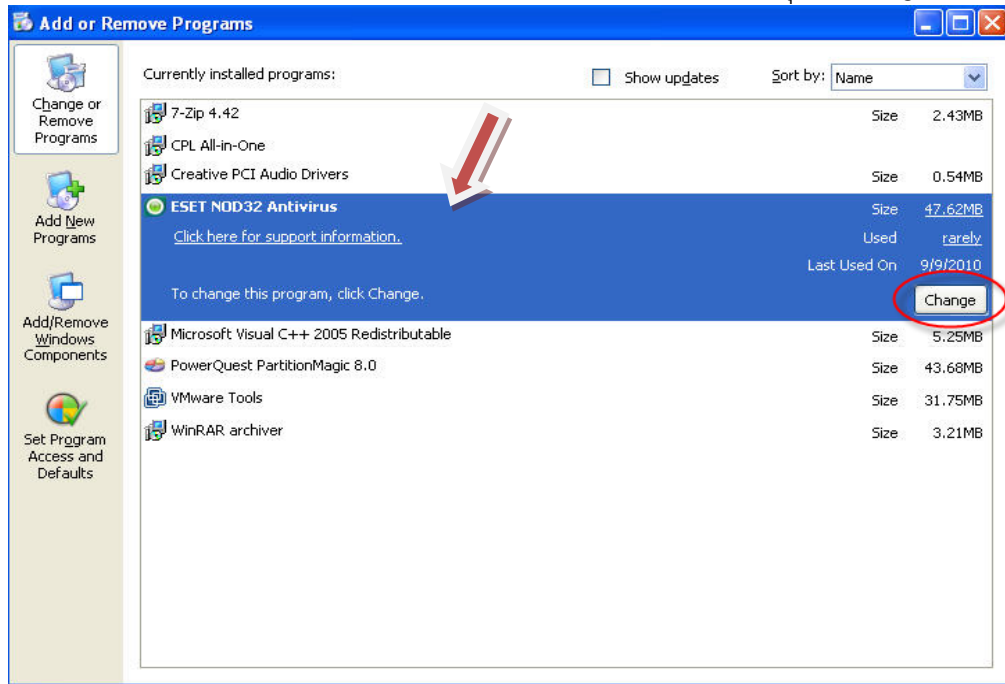 Add or Remove Programs
Change or
Remove
Programs
Add New
Programs
Add/Remove
Windows
Components
Set Program
Access and
Defaults
Currently installed programs: Show updates Sort by: Name
7-Zip 4.42 Size 2.43MB
CPL All-in-One
Creative PCI Audio Drivers Size 0.54MB
ESET NOD32 Antivirus Size 47.62MB
Click here for support information. Used rarely
Last Used On 9/9/2010
To change this program, click Change. Change
Microsoft Visual C++ 2005 Redistributable Size 5.25MB
PowerQuest PartitionMagic 8.0 Size 43.68MB
VMware Tools Size 31.75MB
WinRAR archiver Size 3.21MB